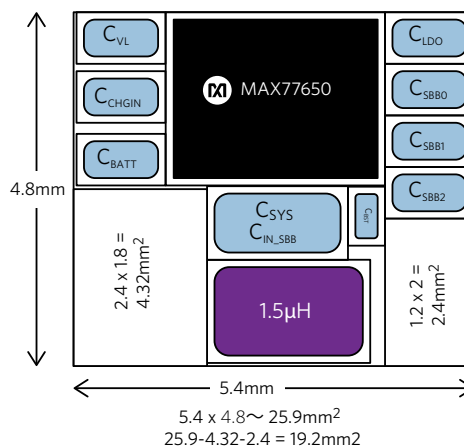 C_VL
C_LDO
C_CHGIN
MAX77650
C_SBB0
C_BATT
C_SBB1
4.8mm
C_SYS
C_IN_SBB
C_BST
C_SBB2
2.4 x 1.8 =
4.32mm²
1.5µH
1.2 x 2 =
2.4mm²
5.4mm
5.4 x 4.8～ 25.9mm²
25.9-4.32-2.4 = 19.2mm2